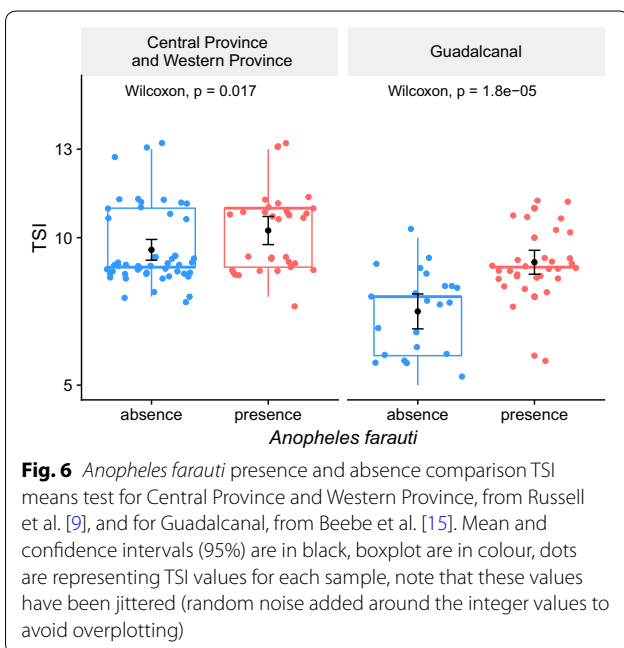 Central Province
and Western Province
Guadalcanal
Wilcoxon, p = 0.017
Wilcoxon, p = 1.8e−05
13
10
5
TSI
absence
presence
absence
presence
Anopheles farauti
Fig. 6 Anopheles farauti presence and absence comparison TSI
means test for Central Province and Western Province, from Russell
et al. [9], and for Guadalcanal, from Beebe et al. [15]. Mean and
confidence intervals (95%) are in black, boxplot are in colour, dots
are representing TSI values for each sample, note that these values
have been jittered (random noise added around the integer values to
avoid overplotting)